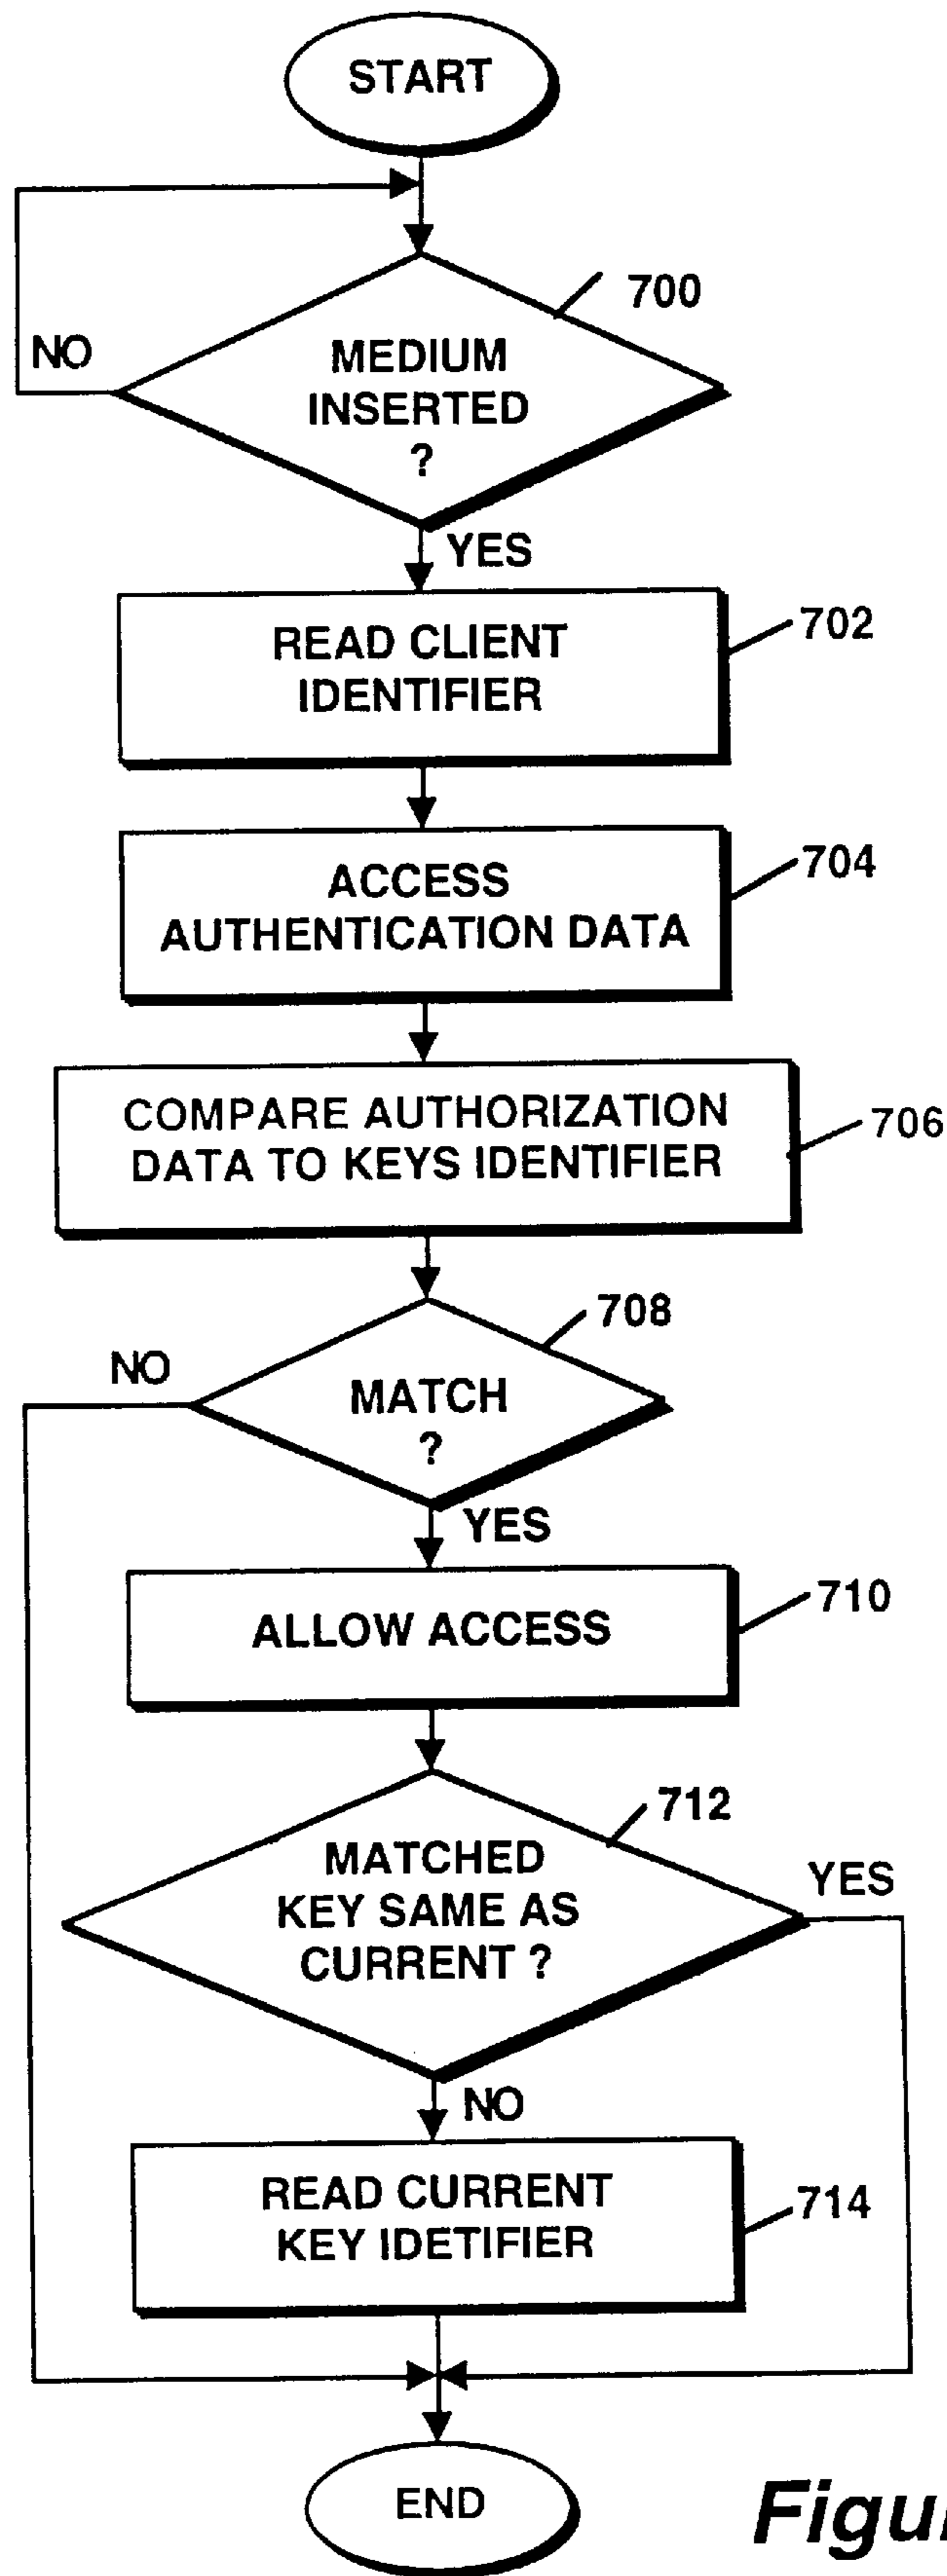 START
700
NO
MEDIUM
INSERTED
?
YES
READ CLIENT
IDENTIFIER
702
ACCESS
AUTHENTICATION DATA
704
COMPARE AUTHORIZATION
DATA TO KEYS IDENTIFIER
706
708
NO
MATCH
?
YES
ALLOW ACCESS
710
712
MATCHED
KEY SAME AS
CURRENT ?
YES
NO
READ CURRENT
KEY IDETIFIER
714
END